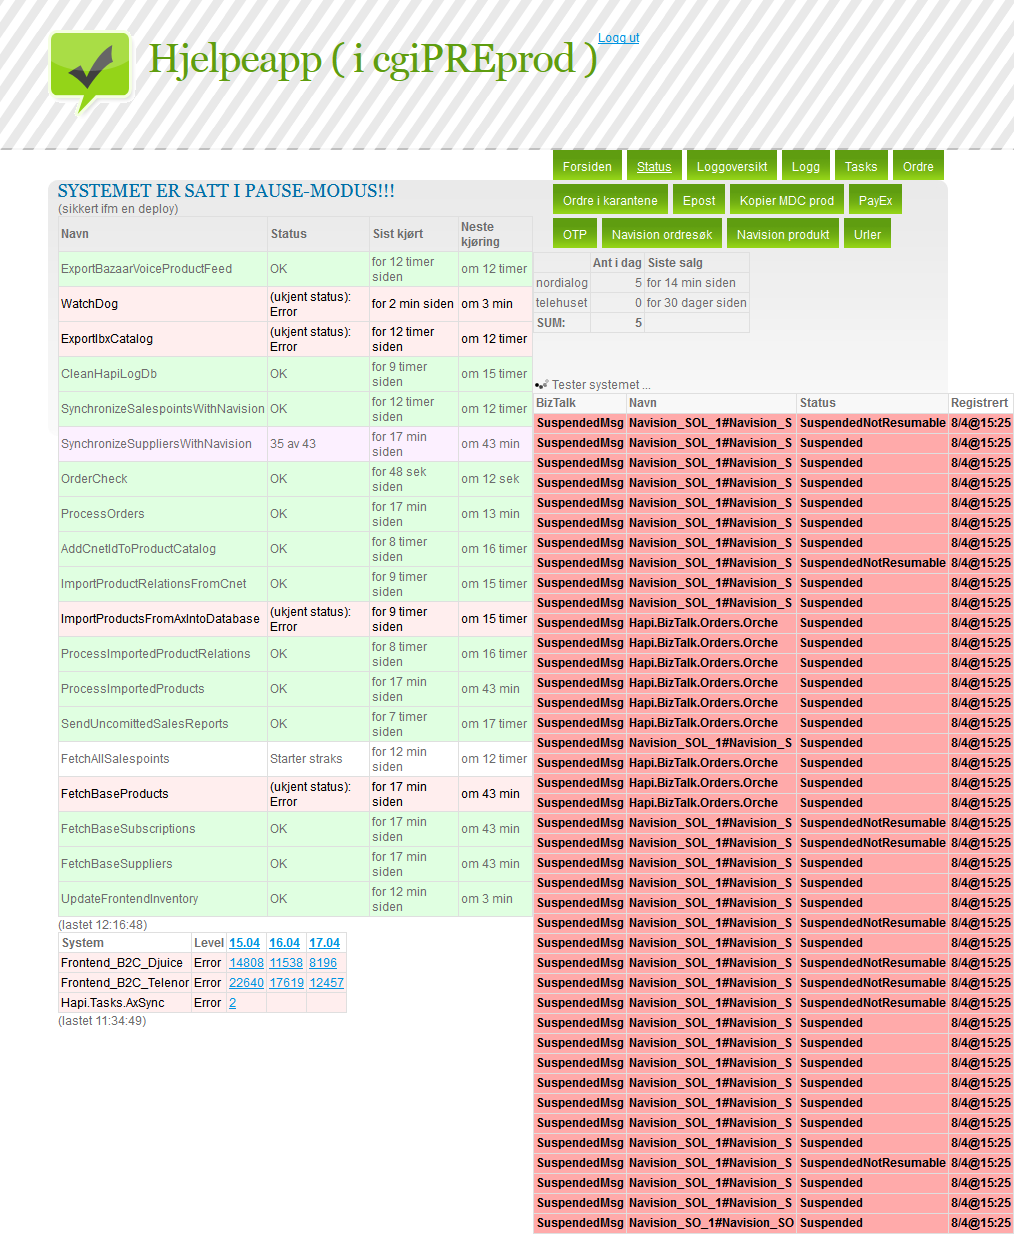 Hjelpeapp ( i cgiPREprod )
Logg ut
Forsiden Status Loggoversikt Logg Tasks Ordre
Ordre i karantene Epost Kopier MDC prod PayEx
OTP Navision ordresøk Navision produkt Urler
SYSTEMET ER SATT I PAUSE-MODUS!!!
(sikkert ifm en deploy)
Navn Status Sist kjørt Neste kjøring
ExportBazaarVoiceProductFeed OK for 12 timer siden om 12 timer
WatchDog (ukjent status): Error for 2 min siden om 3 min
ExportIbxCatalog (ukjent status): Error for 12 timer siden om 12 timer
CleanHapiLogDb OK for 9 timer siden om 15 timer
SynchronizeSalespointsWithNavision OK for 12 timer siden om 12 timer
SynchronizeSuppliersWithNavision 35 av 43 for 17 min siden om 43 min
OrderCheck OK for 48 sek siden om 12 sek
ProcessOrders OK for 17 min siden om 13 min
AddCnetIdToProductCatalog OK for 8 timer siden om 16 timer
ImportProductRelationsFromCnet OK for 9 timer siden om 15 timer
ImportProductsFromAxIntoDatabase (ukjent status): Error for 9 timer siden om 15 timer
ProcessImportedProductRelations OK for 8 timer siden om 16 timer
ProcessImportedProducts OK for 17 min siden om 43 min
SendUncomittedSalesReports OK for 7 timer siden om 17 timer
FetchAllSalespoints Starter straks for 12 min siden om 12 timer
FetchBaseProducts (ukjent status): Error for 17 min siden om 43 min
FetchBaseSubscriptions OK for 17 min siden om 43 min
FetchBaseSuppliers OK for 17 min siden om 43 min
UpdateFrontendInventory OK for 12 min siden om 3 min
(lastet 12:16:48)
System Level 15.04 16.04 17.04
Frontend_B2C_Djuice Error 14808 11538 8196
Frontend_B2C_Telenor Error 22640 17619 12457
Hapi.Tasks.AxSync Error 2
(lastet 11:34:49)
Ant i dag Siste salg
nordialog 5 for 14 min siden
telehuset 0 for 30 dager siden
SUM: 5
Tester systemet ...
BizTalk Navn Status Registrert
SuspendedMsg Navision_SOL_1#Navision_S SuspendedNotResumable 8/4@15:25
SuspendedMsg Navision_SOL_1#Navision_S Suspended 8/4@15:25
SuspendedMsg Navision_SOL_1#Navision_S Suspended 8/4@15:25
SuspendedMsg Navision_SOL_1#Navision_S Suspended 8/4@15:25
SuspendedMsg Navision_SOL_1#Navision_S Suspended 8/4@15:25
SuspendedMsg Navision_SOL_1#Navision_S Suspended 8/4@15:25
SuspendedMsg Navision_SOL_1#Navision_S Suspended 8/4@15:25
SuspendedMsg Navision_SOL_1#Navision_S SuspendedNotResumable 8/4@15:25
SuspendedMsg Navision_SOL_1#Navision_S Suspended 8/4@15:25
SuspendedMsg Navision_SOL_1#Navision_S Suspended 8/4@15:25
SuspendedMsg Hapi.BizTalk.Orders.Orche Suspended 8/4@15:25
SuspendedMsg Hapi.BizTalk.Orders.Orche Suspended 8/4@15:25
SuspendedMsg Hapi.BizTalk.Orders.Orche Suspended 8/4@15:25
SuspendedMsg Hapi.BizTalk.Orders.Orche Suspended 8/4@15:25
SuspendedMsg Hapi.BizTalk.Orders.Orche Suspended 8/4@15:25
SuspendedMsg Hapi.BizTalk.Orders.Orche Suspended 8/4@15:25
SuspendedMsg Navision_SOL_1#Navision_S Suspended 8/4@15:25
SuspendedMsg Hapi.BizTalk.Orders.Orche Suspended 8/4@15:25
SuspendedMsg Hapi.BizTalk.Orders.Orche Suspended 8/4@15:25
SuspendedMsg Hapi.BizTalk.Orders.Orche Suspended 8/4@15:25
SuspendedMsg Navision_SOL_1#Navision_S SuspendedNotResumable 8/4@15:25
SuspendedMsg Navision_SOL_1#Navision_S SuspendedNotResumable 8/4@15:25
SuspendedMsg Navision_SOL_1#Navision_S Suspended 8/4@15:25
SuspendedMsg Navision_SOL_1#Navision_S Suspended 8/4@15:25
SuspendedMsg Navision_SOL_1#Navision_S Suspended 8/4@15:25
SuspendedMsg Navision_SOL_1#Navision_S SuspendedNotResumable 8/4@15:25
SuspendedMsg Navision_SOL_1#Navision_S Suspended 8/4@15:25
SuspendedMsg Navision_SOL_1#Navision_S SuspendedNotResumable 8/4@15:25
SuspendedMsg Navision_SOL_1#Navision_S SuspendedNotResumable 8/4@15:25
SuspendedMsg Navision_SOL_1#Navision_S SuspendedNotResumable 8/4@15:25
SuspendedMsg Navision_SOL_1#Navision_S Suspended 8/4@15:25
SuspendedMsg Navision_SOL_1#Navision_S Suspended 8/4@15:25
SuspendedMsg Navision_SOL_1#Navision_S Suspended 8/4@15:25
SuspendedMsg Navision_SOL_1#Navision_S Suspended 8/4@15:25
SuspendedMsg Navision_SOL_1#Navision_S Suspended 8/4@15:25
SuspendedMsg Navision_SOL_1#Navision_S Suspended 8/4@15:25
SuspendedMsg Navision_SOL_1#Navision_S Suspended 8/4@15:25
SuspendedMsg Navision_SOL_1#Navision_S SuspendedNotResumable 8/4@15:25
SuspendedMsg Navision_SOL_1#Navision_S Suspended 8/4@15:25
SuspendedMsg Navision_SOL_1#Navision_S Suspended 8/4@15:25
SuspendedMsg Navision_SO_1#Navision_SO Suspended 8/4@15:25